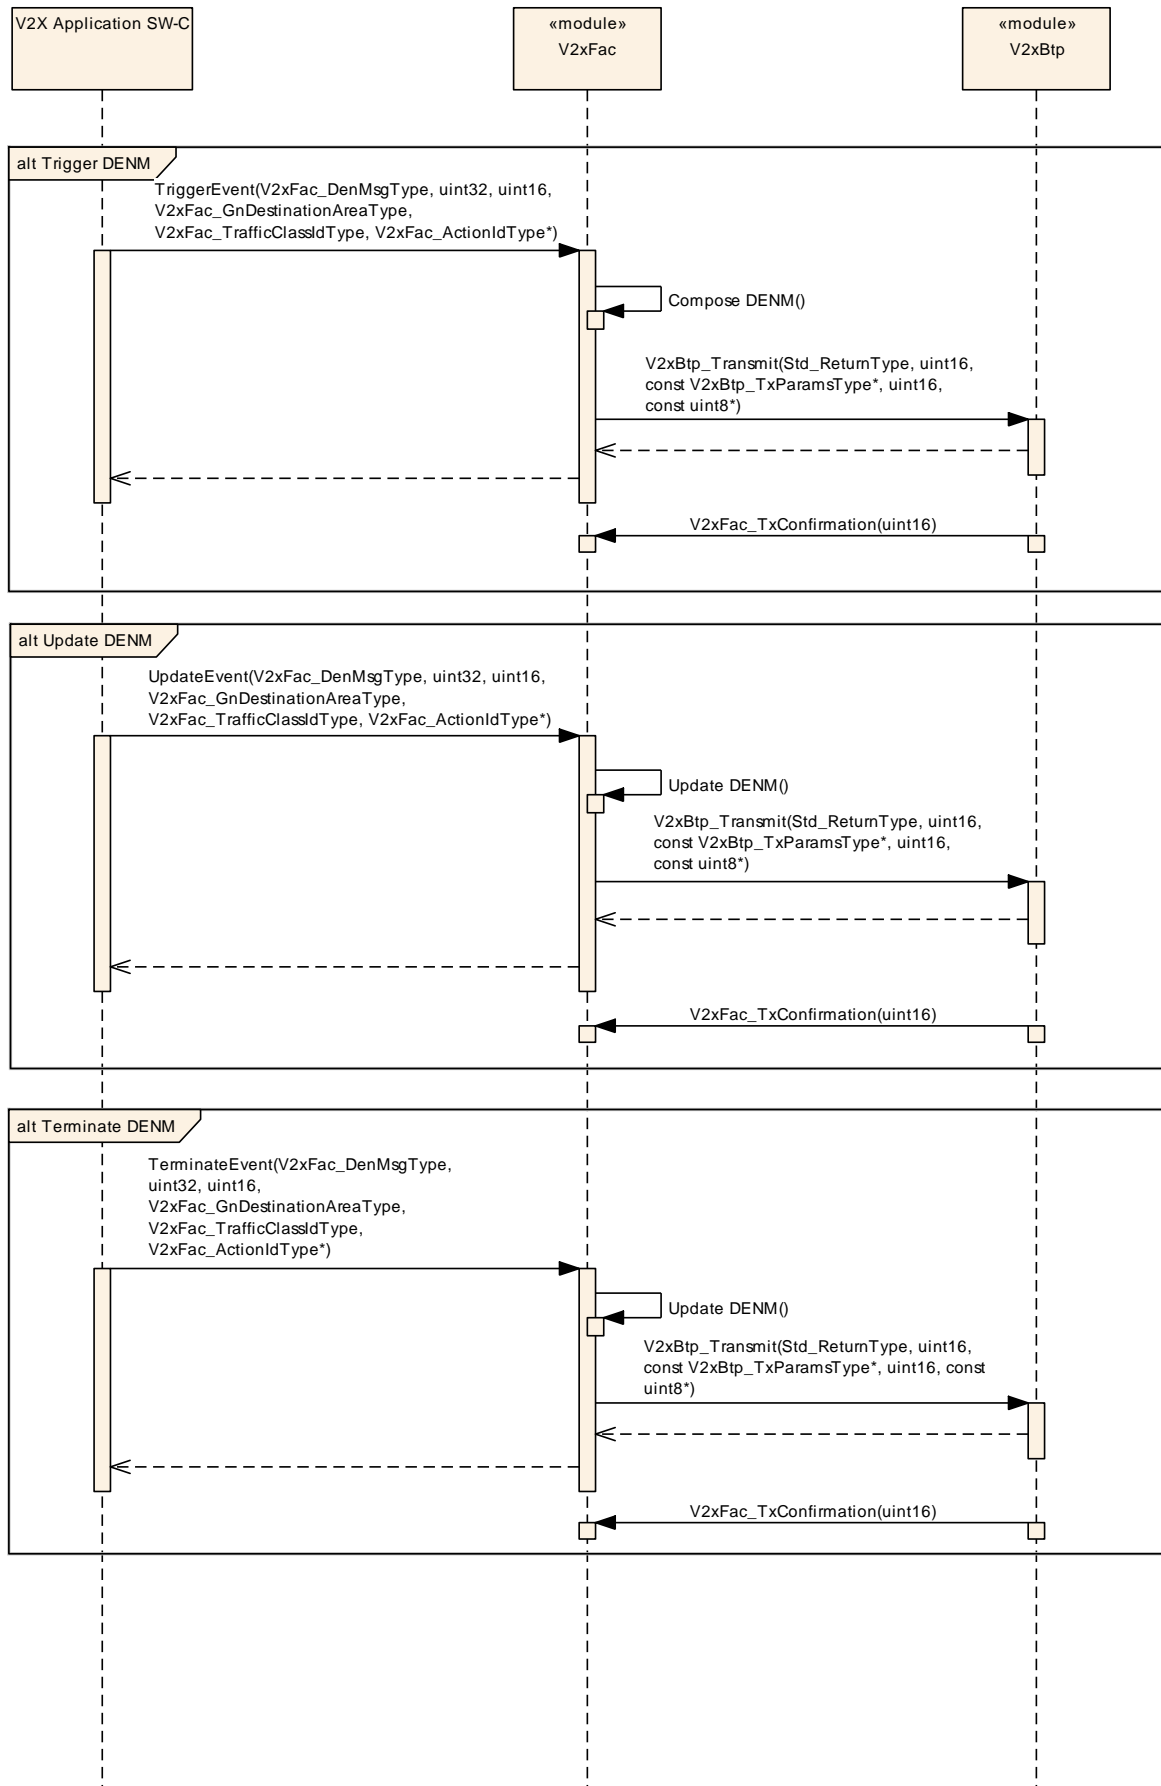 V2X Application SW-C
«module»
V2xFac
«module»
V2xBtp
alt Trigger DENM
TriggerEvent(V2xFac_DenMsgType, uint32, uint16,
V2xFac_GnDestinationAreaType,
V2xFac_TrafficClassIdType, V2xFac_ActionIdType*)
Compose DENM()
V2xBtp_Transmit(Std_ReturnType, uint16,
const V2xBtp_TxParamsType*, uint16,
const uint8*)
V2xFac_TxConfirmation(uint16)
alt Update DENM
UpdateEvent(V2xFac_DenMsgType, uint32, uint16,
V2xFac_GnDestinationAreaType,
V2xFac_TrafficClassIdType, V2xFac_ActionIdType*)
Update DENM()
V2xBtp_Transmit(Std_ReturnType, uint16,
const V2xBtp_TxParamsType*, uint16,
const uint8*)
V2xFac_TxConfirmation(uint16)
alt Terminate DENM
TerminateEvent(V2xFac_DenMsgType,
uint32, uint16,
V2xFac_GnDestinationAreaType,
V2xFac_TrafficClassIdType,
V2xFac_ActionIdType*)
Update DENM()
V2xBtp_Transmit(Std_ReturnType, uint16,
const V2xBtp_TxParamsType*, uint16, const
uint8*)
V2xFac_TxConfirmation(uint16)